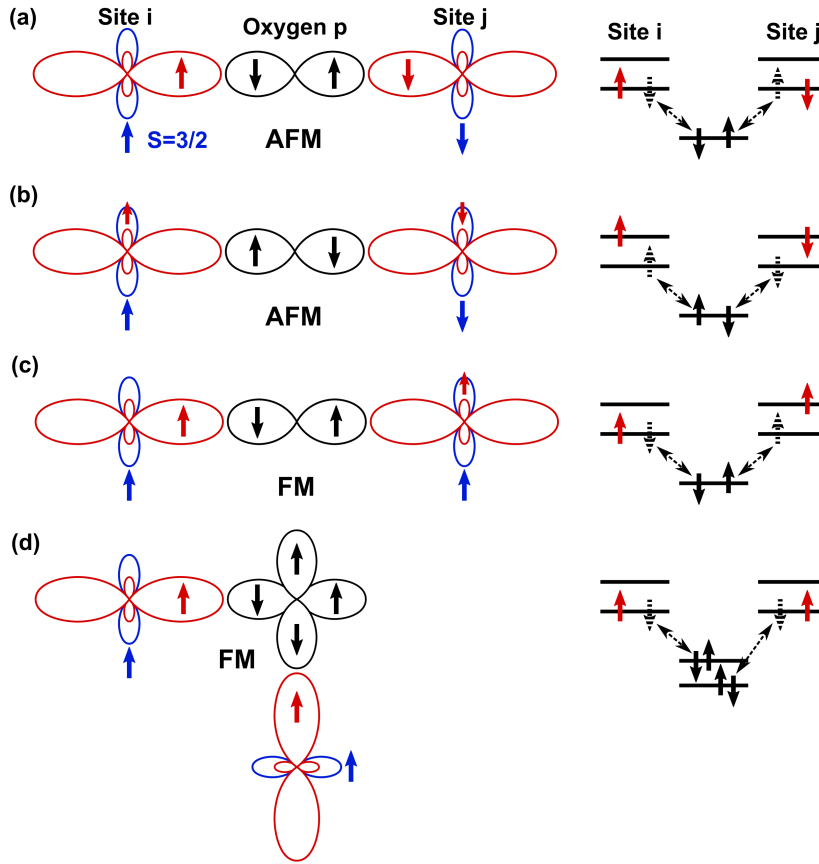 (a) Site i Oxygen p Site j Site i Site j
S=3/2 AFM
(b)
AFM
(c)
FM
(d)
FM